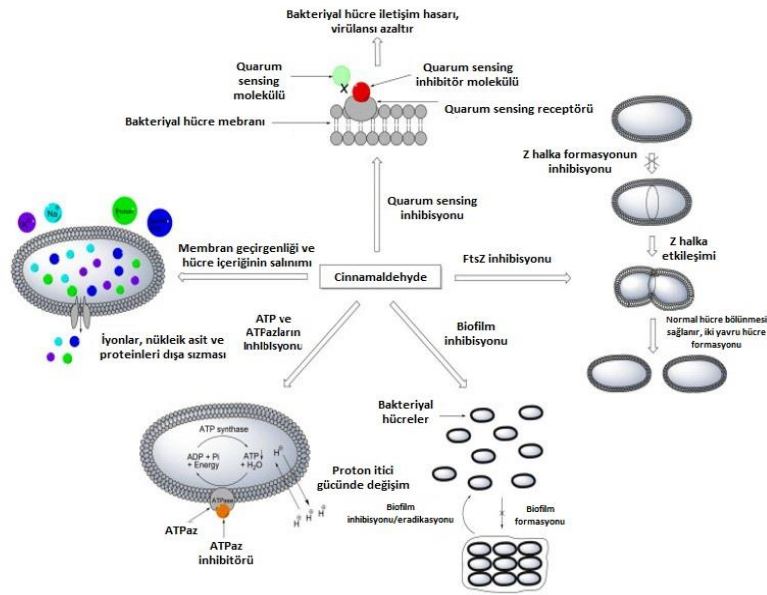 Bakteriyal hücre iletişim hasarı,
virülansı azaltır
Quarum
sensing
molekülü
Quarum sensing
inhibitör molekülü
X
Quarum sensing receptörü
Bakteriyal hücre mebranı
Z halka formasyonun
inhibisyonu
Quarum sensing
inhibisyonu
Z halka
etkileşimi
Na
Protein
Membran geçirgenliği ve
hücre içeriğinin salınımı
Cinnamaldehyde
FtsZ inhibisyonu
Normal hücre bölünmesi
sağlanır, iki yavru hücre
formasyonu
İyonlar, nükleik asit ve
proteinleri dışa sızması
ATP ve
ATPazların
Inhlblsyonu
Biofilm
inhibisyonu
Bakteriyal
hücreler
ATP synthase
ADP + Pi
+ Energy
ATP↓
+ H₂O
H⊕
Proton itici
gücünde değişim
ATPase
H⊕
H⊕
H⊕
ATPaz
ATPaz
inhibitörü
Biofilm
inhibisyonu/eradikasyonu
x
Biofilm
formasyonu